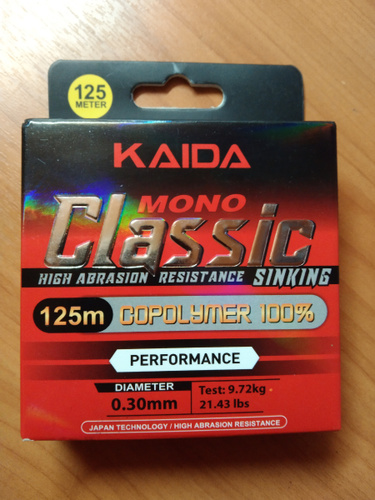 125
METER
KAIDA
MONO
Classic
HIGH ABRASION · RESISTANCE SINKING
125m COPOLYMER 100%
PERFORMANCE
DIAMETER
0.30mm
Test: 9.72kg
21.43 lbs
JAPAN TECHNOLOGY / HIGH ABRASION RESISTANCE